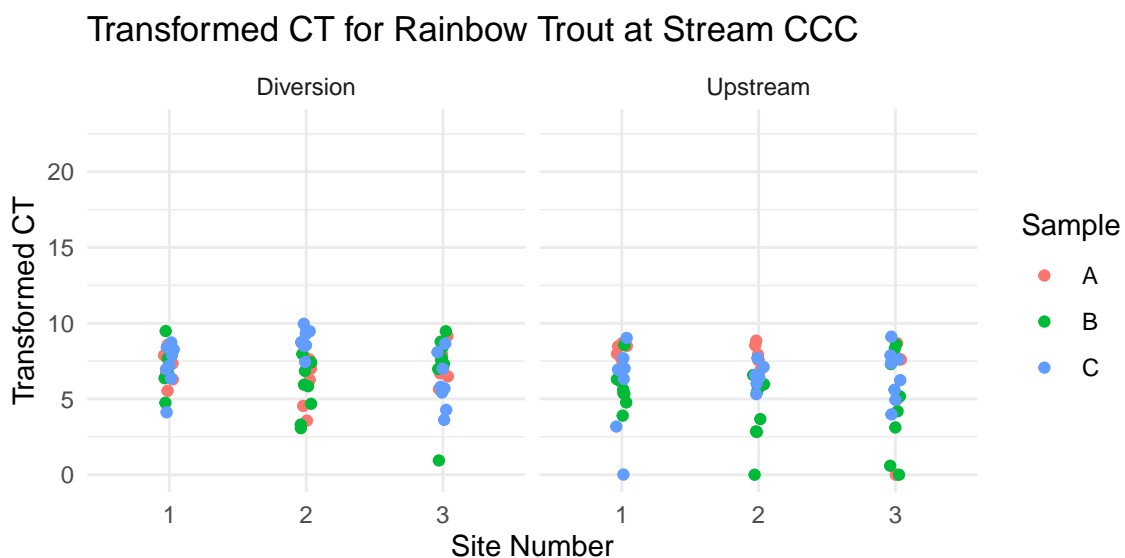 Transformed CT for Rainbow Trout at Stream CCC
Diversion
Upstream
Transformed CT
20
15
10
5
0
1
2
3
1
2
3
Site Number
Sample
A
B
C